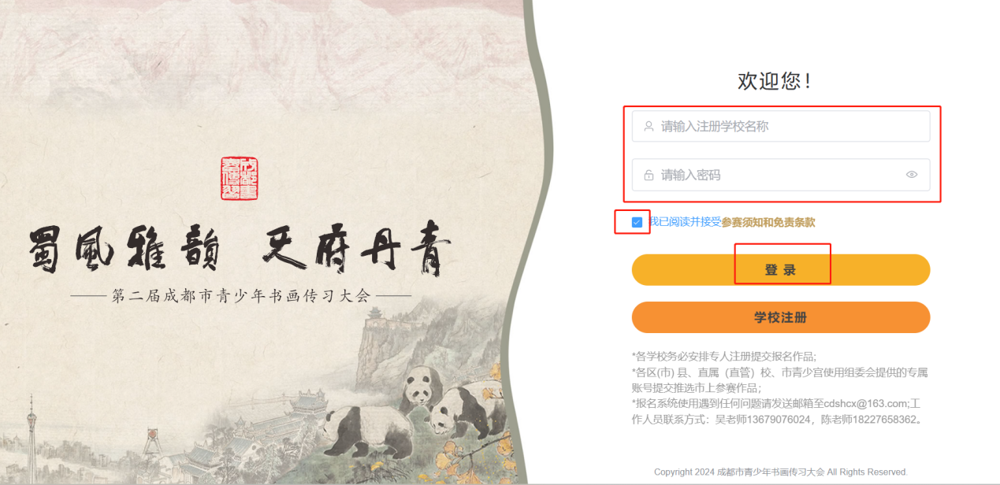 成都書畫傳習
蜀風雅韻 天府丹青
第二届成都市青少年书画传习大会
欢迎您！
请输入注册学校名称
请输入密码
我已阅读并接受参赛须知和免责条款
登 录
学校注册
*各学校务必安排专人注册提交报名作品;
*各区(市) 县、直属（直管）校、市青少宫使用组委会提供的专属
账号提交推选市上参赛作品；
*报名系统使用遇到任何问题请发送邮箱至cdshcx@163.com;工
作人员联系方式：吴老师13679076024，陈老师18227658362。
Copyright 2024 成都市青少年书画传习大会 All Rights Reserved.